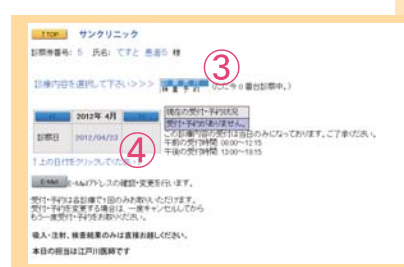 ↑TOP サンクリニック
診察券番号: 5 氏名: てすと 患者5 様
診療内容を選択して下さい>>> 検査予約 (ただ今0番台診察中。)
③
2012年 4月
現在の受付・予約状況
受付・予約がありません。
診察日 2012/04/23
④
この診療内容の受付は当日のみになっております。ご了承ください。
午前の受付時間 09:00〜12:15
午後の受付時間 13:00〜18:15
↑上の日付をクリックしてください。
E-Mail E-Mailアドレスの確認・変更を行います。
受付・予約は各診療で1回のみお取りいただけます。
受付・予約を変更する場合は、一度キャンセルしてから
もう一度受付・予約をお取りください。
吸入・注射、検査結果のみは直接お越しください。
本日の担当は江戸川医師です